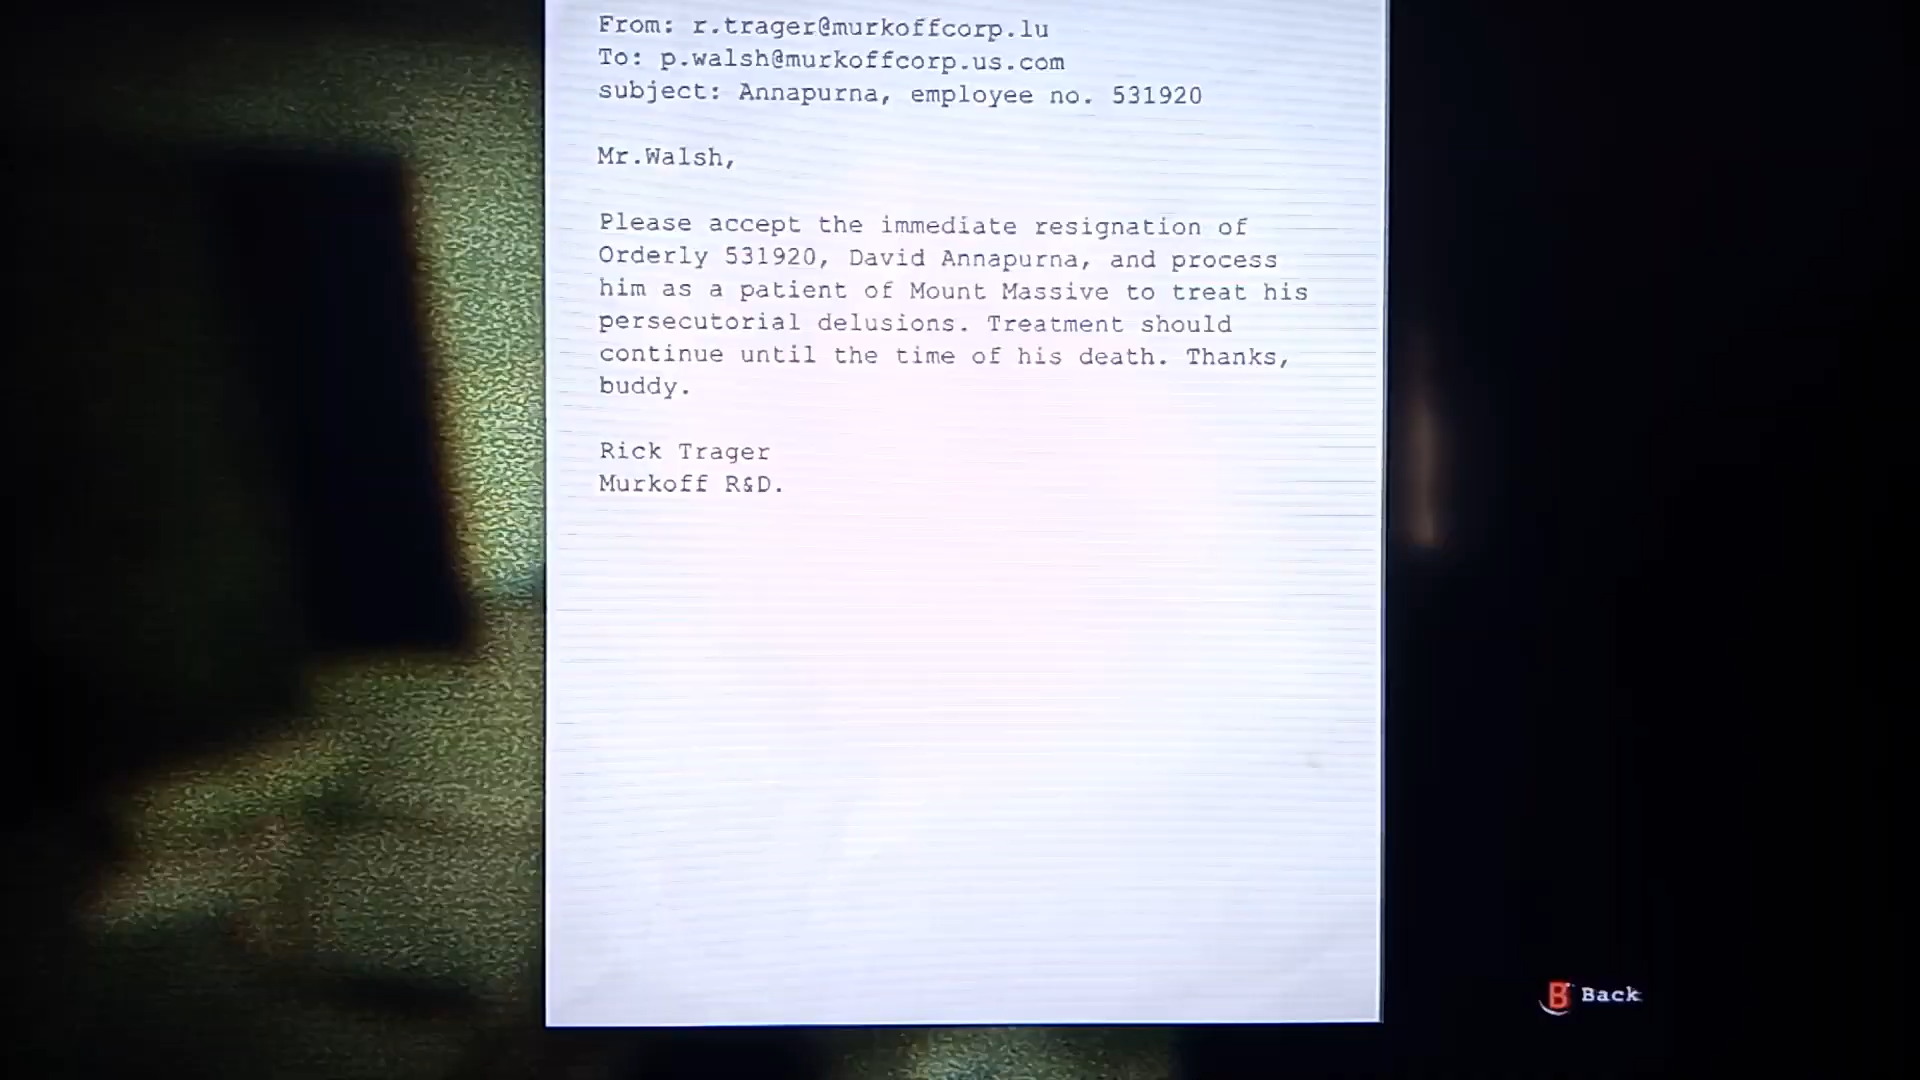 From: r.trager@murkoffcorp.lu
To: p.walsh@murkoffcorp.us.com
subject: Annapurna, employee no. 531920
Mr.Walsh,
Please accept the immediate resignation of
Orderly 531920, David Annapurna, and process
him as a patient of Mount Massive to treat his
persecutorial delusions. Treatment should
continue until the time of his death. Thanks,
buddy.
Rick Trager
Murkoff R&D.
B Back